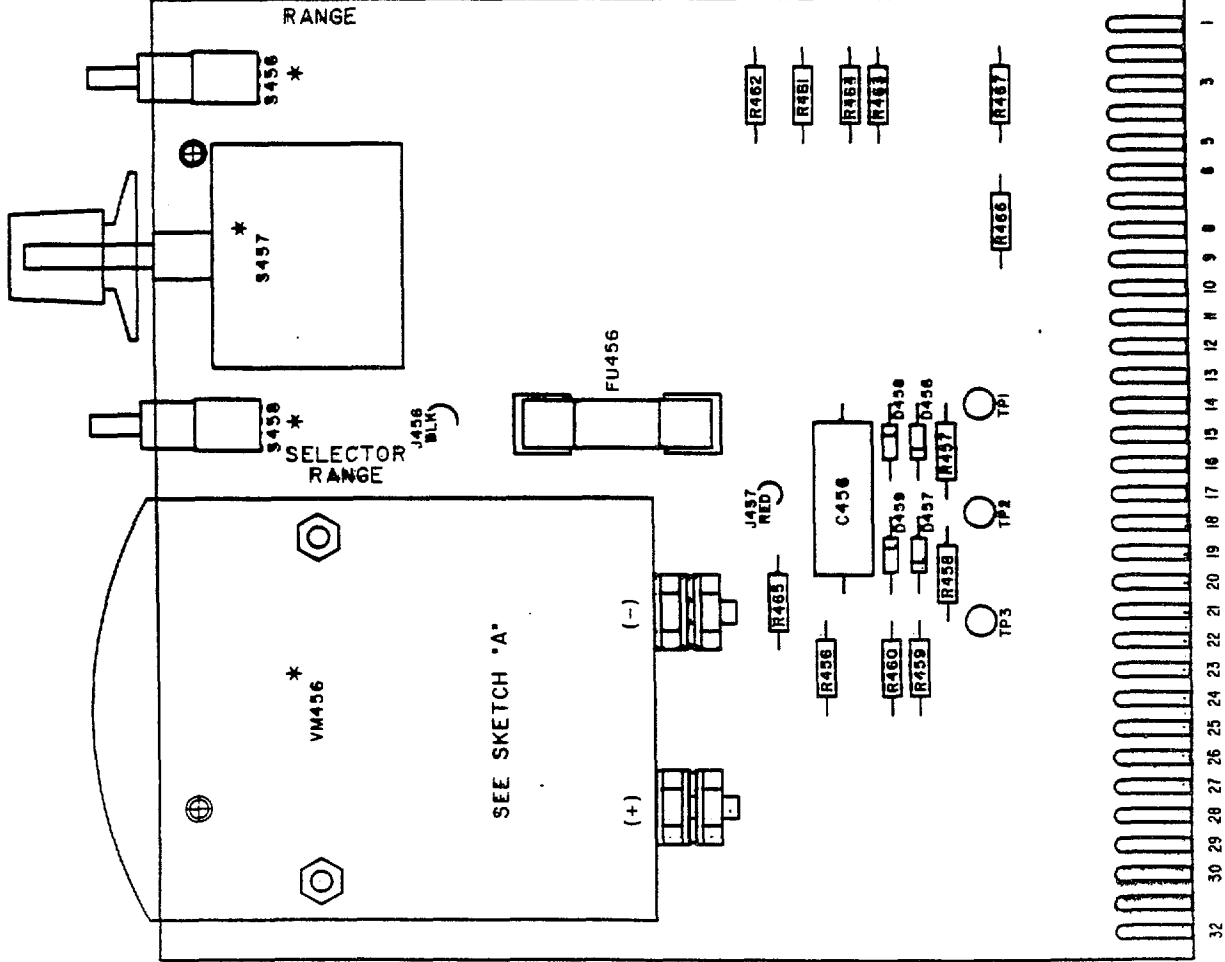 RANGE
S456
*
R462
R461
R464
R463
R467
R466
S457
*
S458
*
SELECTOR
RANGE
J456
BLK
FU456
J457
RED
C456
D458
D456
R457
TP1
D459
D457
TP2
R458
R465
TP3
R456
R460
R459
VM456
*
SEE SKETCH "A"
(-)
(+)
1
3
5
6
8
9
10
11
12
13
14
15
16
17
18
19
20
21
22
23
24
25
26
27
28
29
30
32